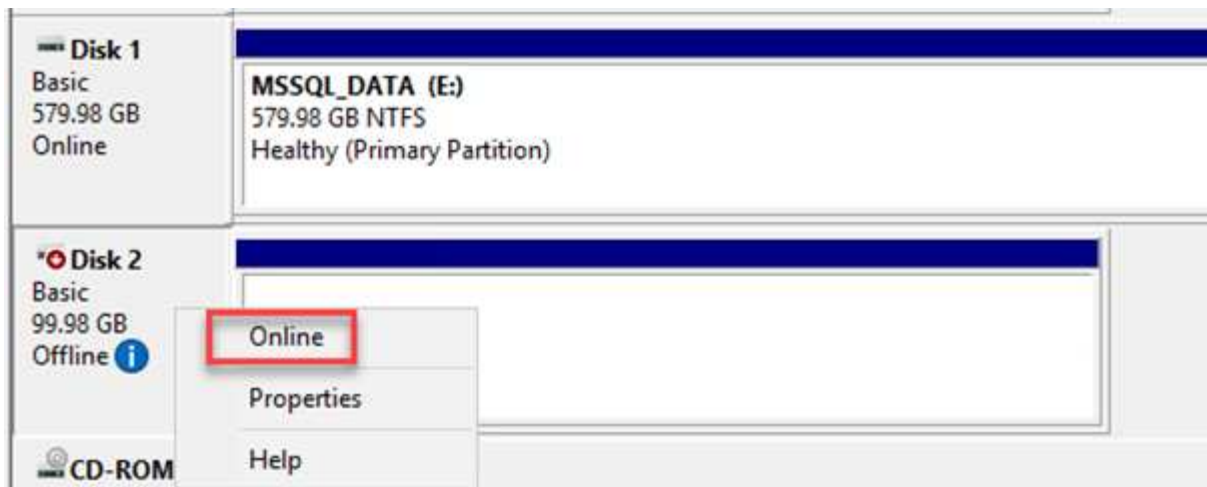 Disk 1
Basic
579.98 GB
Online
MSSQL_DATA (E:)
579.98 GB NTFS
Healthy (Primary Partition)
Disk 2
Basic
99.98 GB
Offline
Online
Properties
Help
CD-ROM